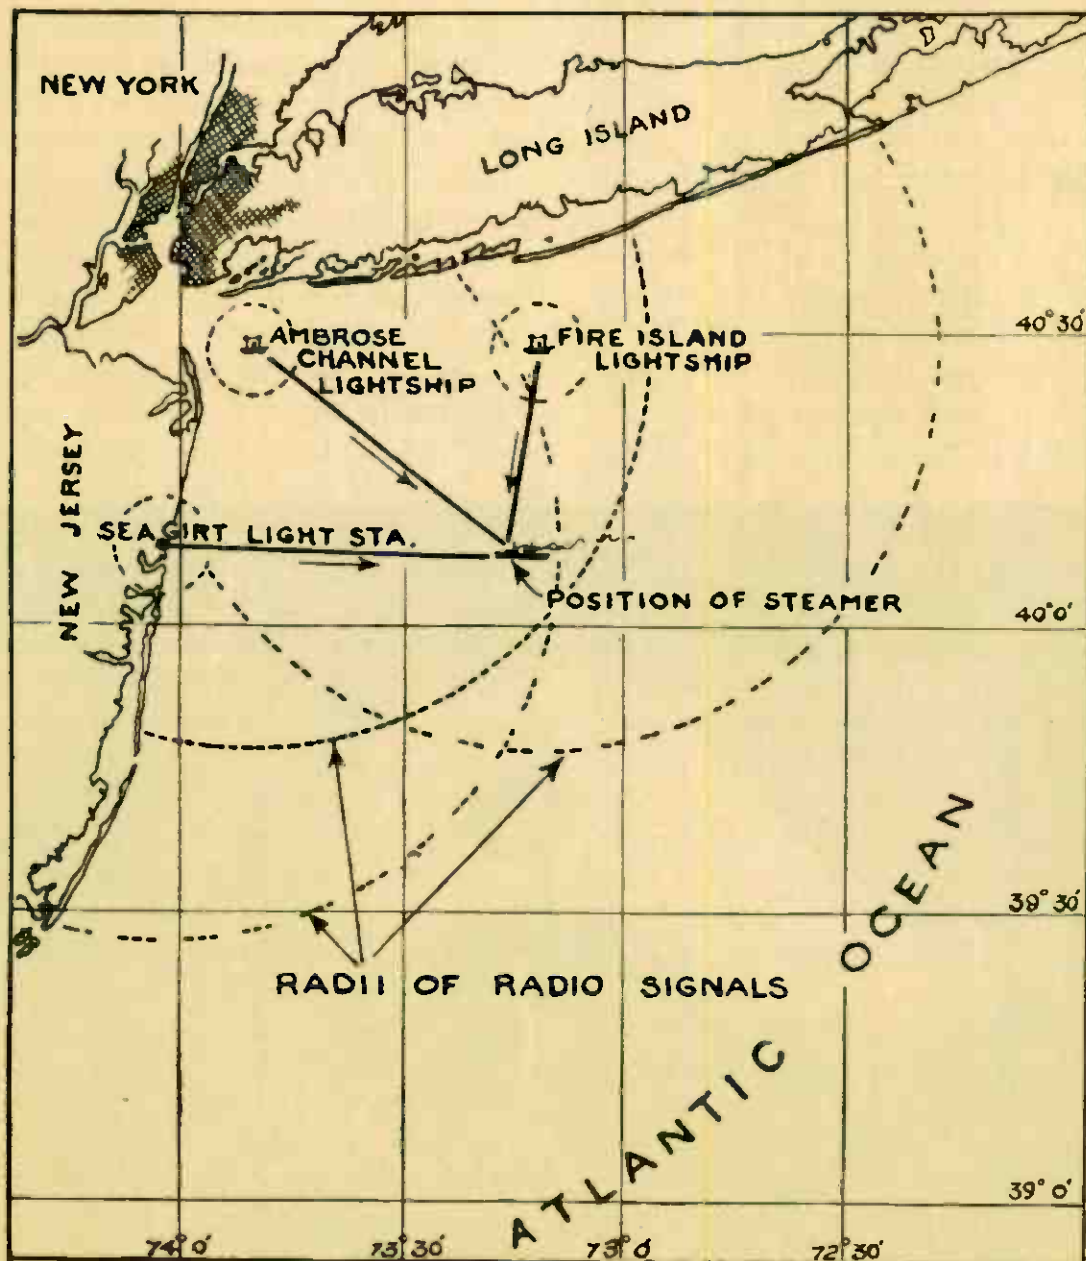 NEW YORK
LONG ISLAND
AMBROSE
CHANNEL
LIGHTSHIP
FIRE ISLAND
LIGHTSHIP
40°30'
NEW JERSEY
SEA GIRT LIGHT STA.
POSITION OF STEAMER
40°0'
39°30'
RADII OF RADIO SIGNALS
ATLANTIC OCEAN
39°0'
74°0'
73°30'
73°0'
72°30'